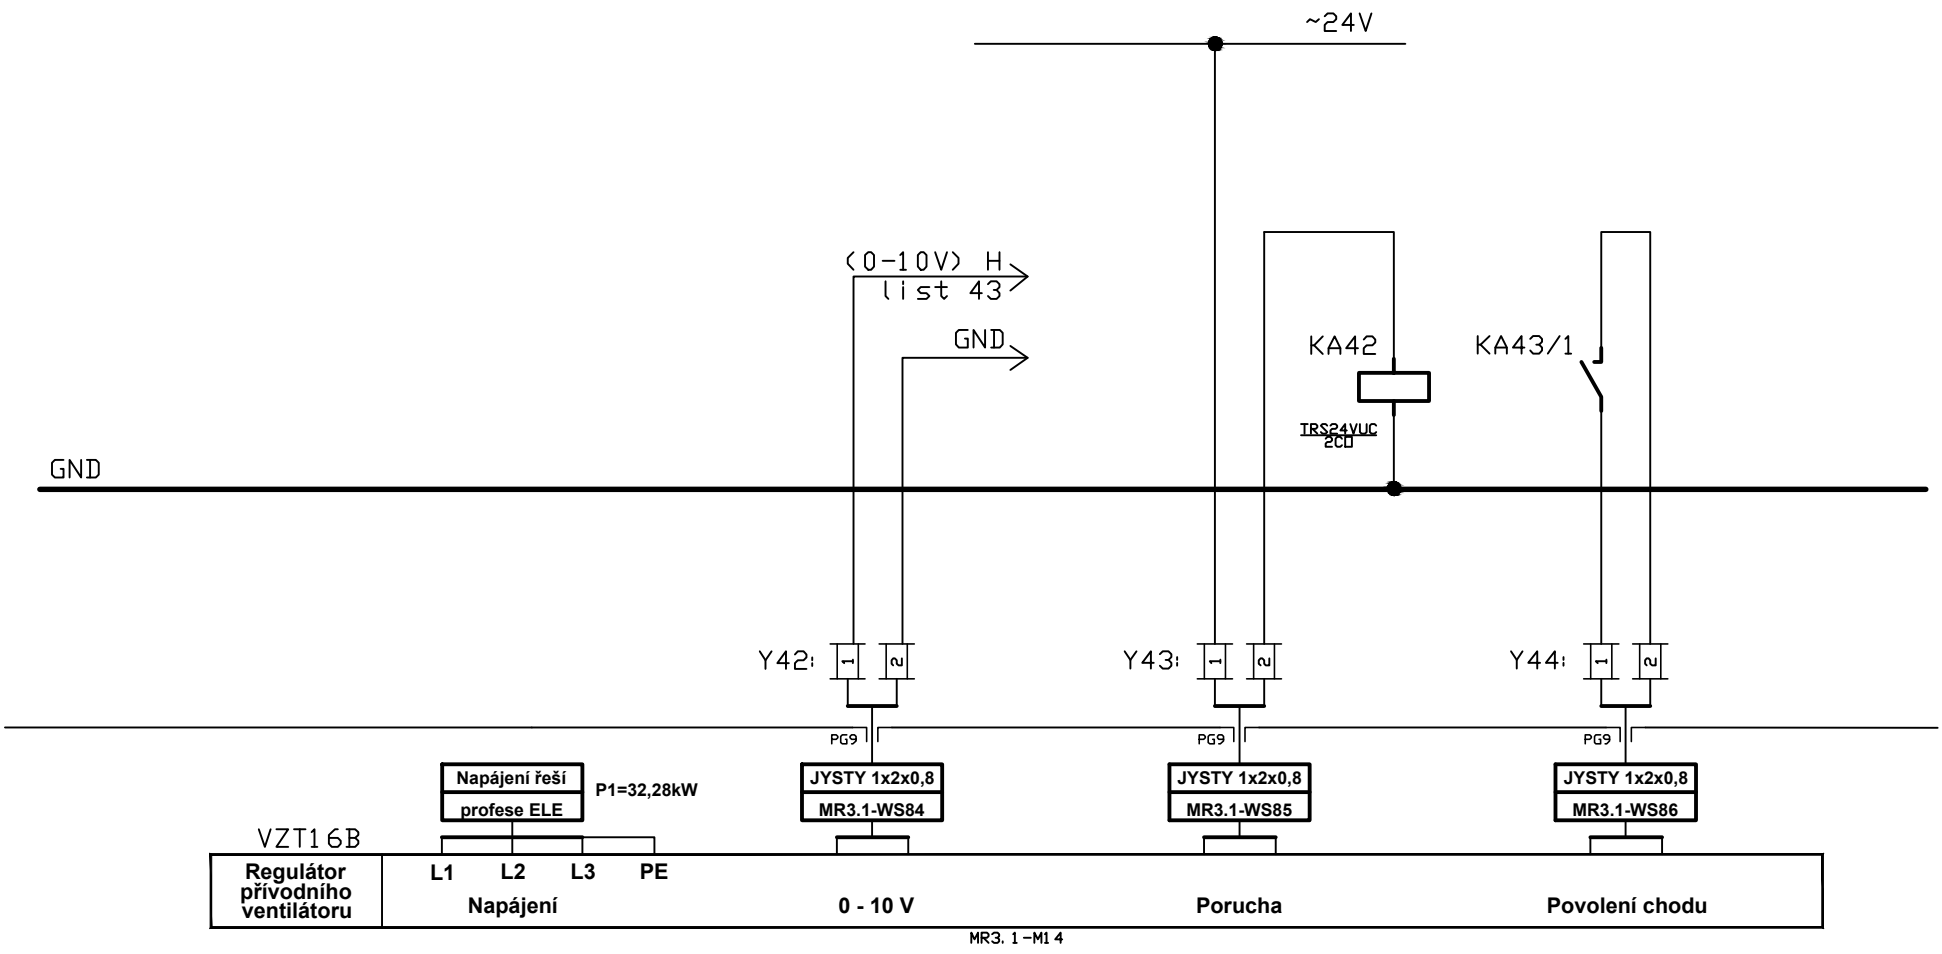 ~24V
(0-10V) H
list 43
GND
KA42
KA43/1
TRS24VUC
2CO
GND
Y42: 1 2
Y43: 1 2
Y44: 1 2
PG9
PG9
PG9
Napájení řeší
profese ELE
P1=32,28kW
JYSTY 1x2x0,8
MR3.1-WS84
JYSTY 1x2x0,8
MR3.1-WS85
JYSTY 1x2x0,8
MR3.1-WS86
VZT16B
Regulátor
přívodního
ventilátoru
L1 L2 L3 PE
Napájení
0 - 10 V
Porucha
Povolení chodu
MR3.1-M14